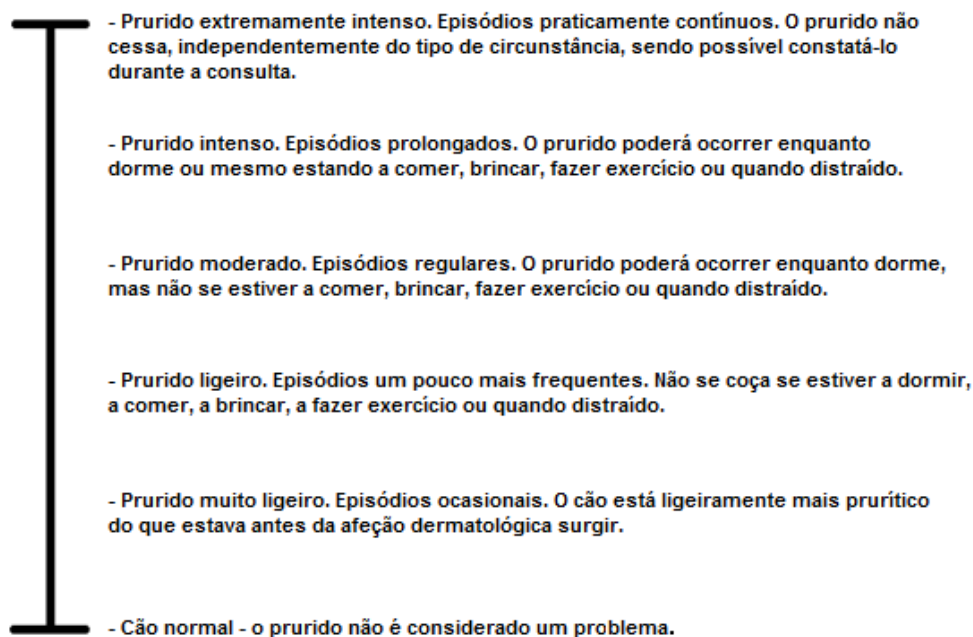 - Prurido extremamente intenso. Episódios praticamente contínuos. O prurido não
cessa, independentemente do tipo de circunstância, sendo possível constatá-lo
durante a consulta.
- Prurido intenso. Episódios prolongados. O prurido poderá ocorrer enquanto
dorme ou mesmo estando a comer, brincar, fazer exercício ou quando distraído.
- Prurido moderado. Episódios regulares. O prurido poderá ocorrer enquanto dorme,
mas não se estiver a comer, brincar, fazer exercício ou quando distraído.
- Prurido ligeiro. Episódios um pouco mais frequentes. Não se coça se estiver a dormir,
a comer, a brincar, a fazer exercício ou quando distraído.
- Prurido muito ligeiro. Episódios ocasionais. O cão está ligeiramente mais prurítico
do que estava antes da afeção dermatológica surgir.
- Cão normal - o prurido não é considerado um problema.